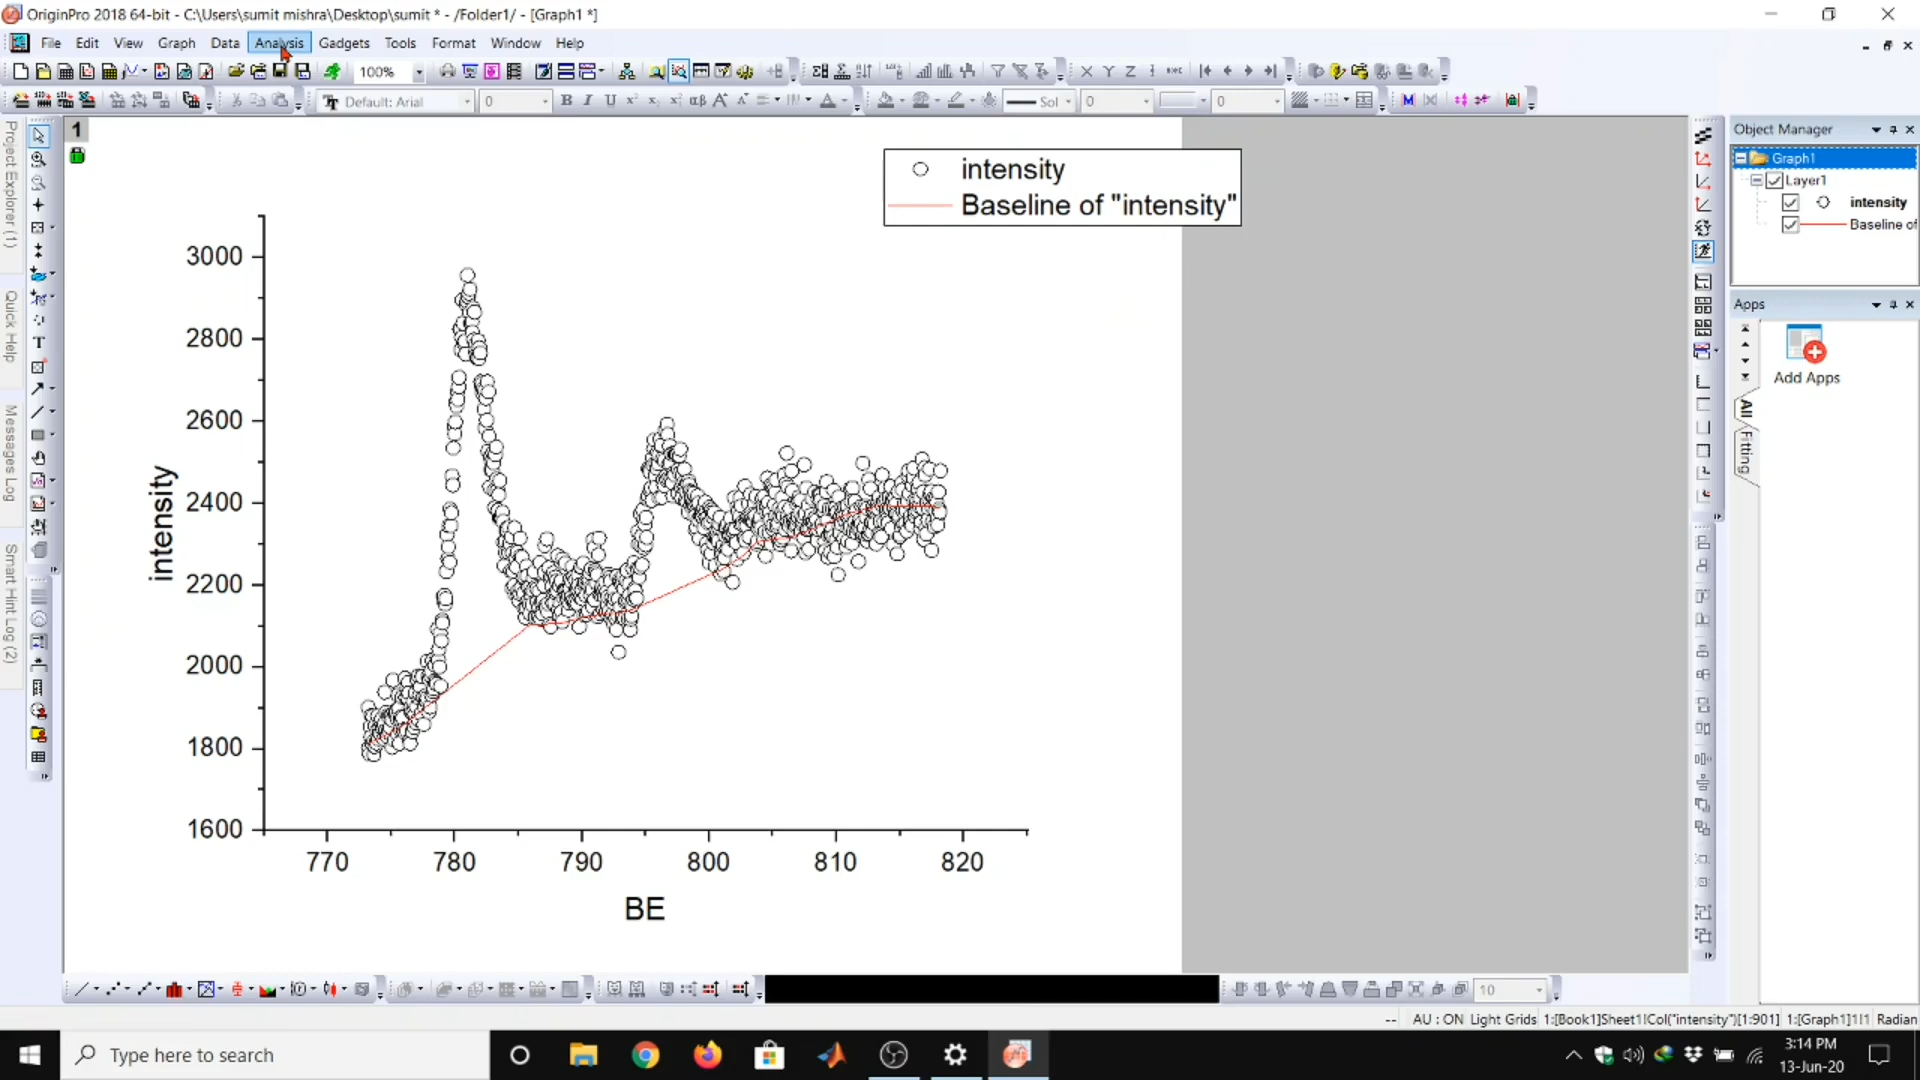 OriginPro 2018 64-bit - C:\Users\sumit mishra\Desktop\sumit * - /Folder1/ - [Graph1 *]
File Edit View Graph Data Analysis Gadgets Tools Format Window Help
100%
Default: Arial 0 B I U Sol 0 0
Project Explorer (1)
Quick Help
Messages Log
Smart Hint Log (2)
1
intensity
Baseline of "intensity"
3000
2800
2600
2400
2200
2000
1800
1600
intensity
770 780 790 800 810 820
BE
Object Manager
Graph1
Layer1
intensity
Baseline of
Apps
Add Apps
All
Fitting
10
-- AU : ON Light Grids 1:[Book1]Sheet1!Col("intensity")[1:901] 1:[Graph1]1!1 Radian
Type here to search
3:14 PM
13-Jun-20